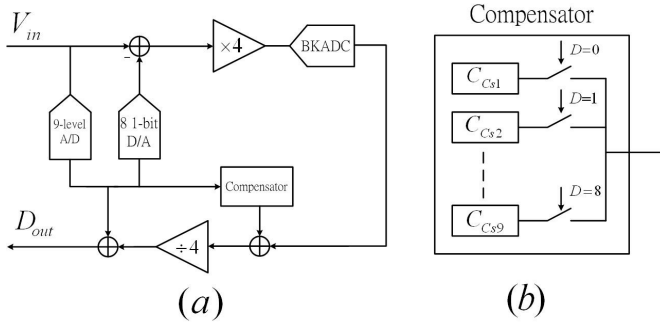 V_in
-
×4
BKADC
9-level
A/D
8 1-bit
D/A
Compensator
D_out
÷4
(a)
Compensator
C_Cs1
D=0
C_Cs2
D=1
C_Cs9
D=8
(b)